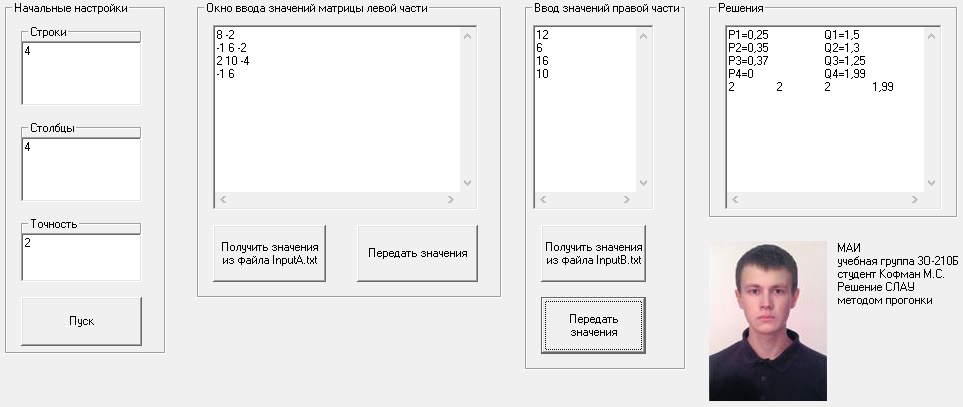 Начальные настройки
Строки
4
Столбцы
4
Точность
2
Пуск
Окно ввода значений матрицы левой части
8 -2
-1 6 -2
2 10 -4
-1 6
Получить значения
из файла InputA.txt
Передать значения
Ввод значений правой части
12
6
16
10
Получить значения
из файла InputB.txt
Передать
значения
Решения
P1=0,25 Q1=1,5
P2=0,35 Q2=1,3
P3=0,37 Q3=1,25
P4=0 Q4=1,99
2 2 2 1,99
МАИ
учебная группа 3О-210Б
студент Кофман М.С.
Решение СЛАУ
методом прогонки